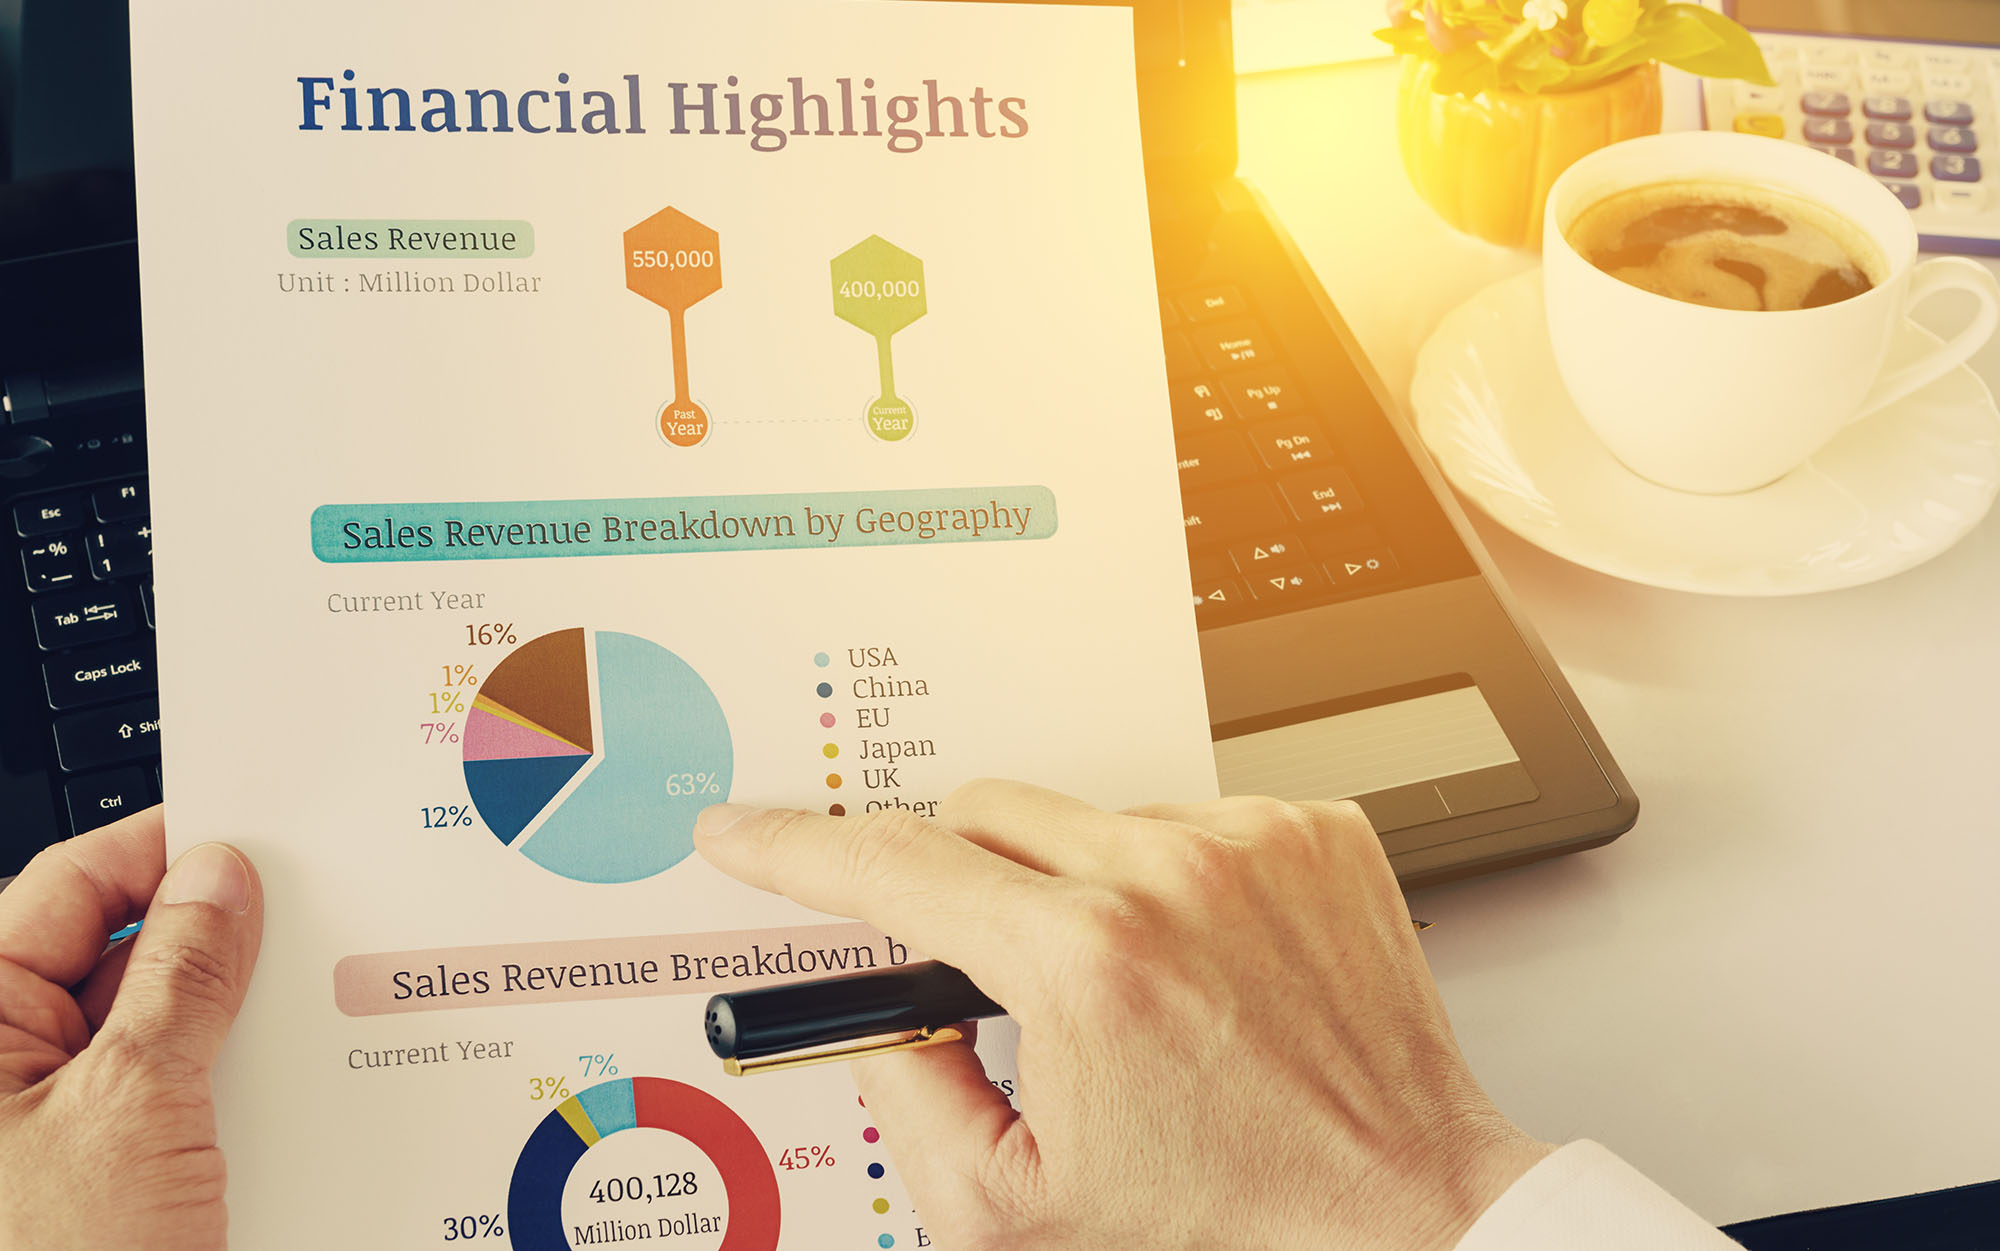 Financial Highlights
Sales Revenue
Unit : Million Dollar
550,000
400,000
Past
Year
Current
Year
Sales Revenue Breakdown by Geography
Current Year
16%
1%
1%
7%
12%
63%
USA
China
EU
Japan
UK
Sales Revenue Breakdown b
Current Year
7%
3%
45%
30%
400,128
Million Dollar
Esc
F1
~ %
! 1
Tab
Caps Lock
Shi
Ctrl
Del
Home
Pg Up
Pg Dn
End